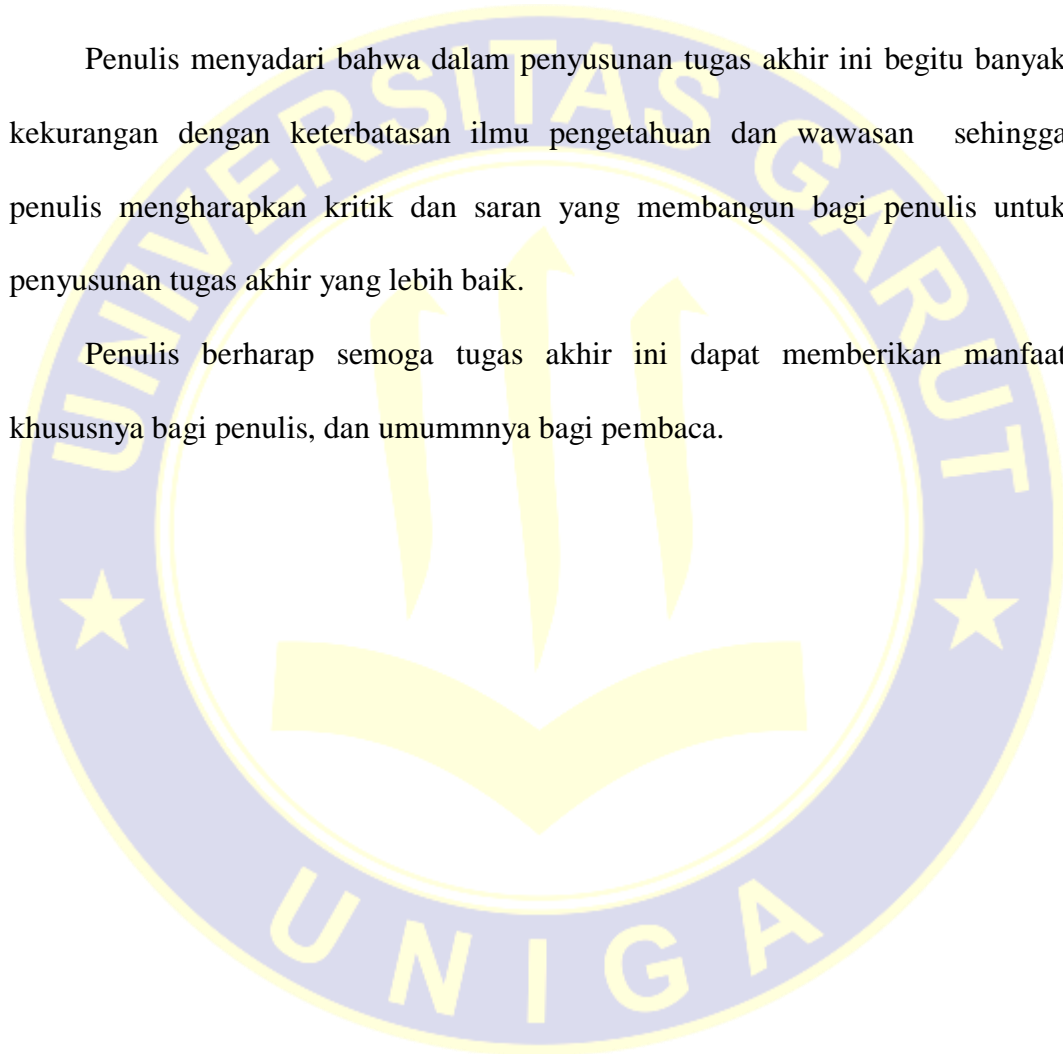 UNIVERSITAS GARUT
Penulis menyadari bahwa dalam penyusunan tugas akhir ini begitu banyak
kekurangan dengan keterbatasan ilmu pengetahuan dan wawasan sehingga
penulis mengharapkan kritik dan saran yang membangun bagi penulis untuk
penyusunan tugas akhir yang lebih baik.
Penulis berharap semoga tugas akhir ini dapat memberikan manfaat
khususnya bagi penulis, dan umummnya bagi pembaca.
UNIGA